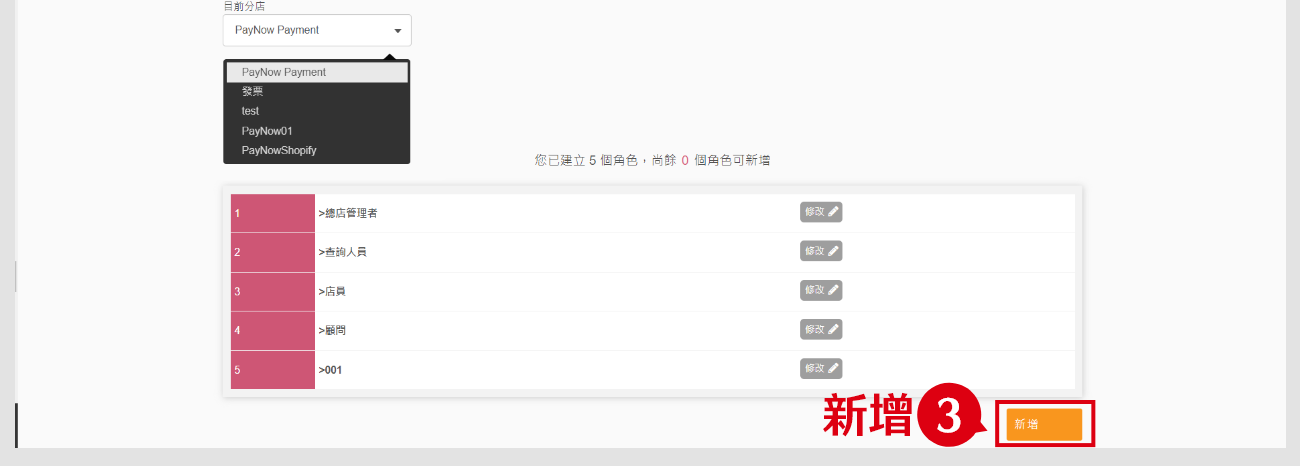 目前分店
PayNow Payment
PayNow Payment
發票
test
PayNow01
PayNowShopify
您已建立 5 個角色，尚餘 0 個角色可新增
1 >總店管理者 修改
2 >查詢人員 修改
3 >店員 修改
4 >顧問 修改
5 >001 修改
新增 3 新增